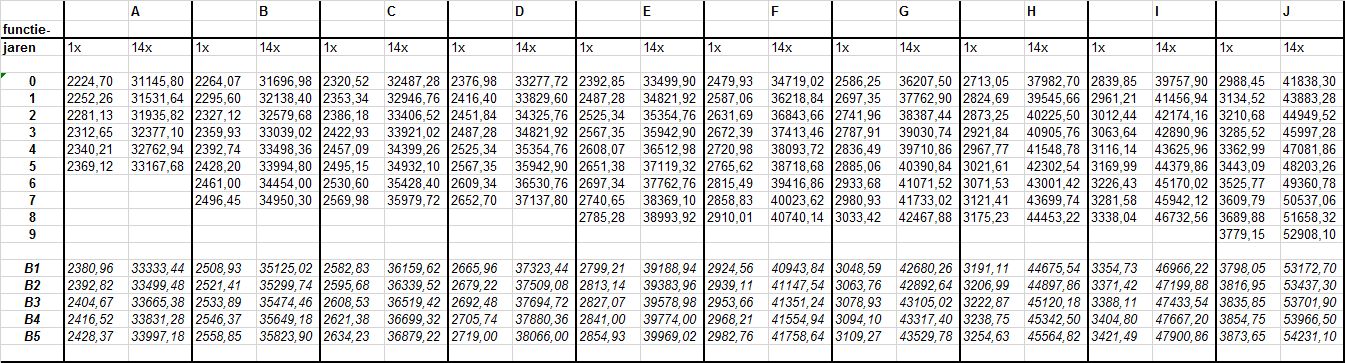 A B C D E F G H I J
functie-
jaren 1x 14x 1x 14x 1x 14x 1x 14x 1x 14x 1x 14x 1x 14x 1x 14x 1x 14x 1x 14x
0 2224,70 31145,80 2264,07 31696,98 2320,52 32487,28 2376,98 33277,72 2392,85 33499,90 2479,93 34719,02 2586,25 36207,50 2713,05 37982,70 2839,85 39757,90 2988,45 41838,30
1 2252,26 31531,64 2295,60 32138,40 2353,34 32946,76 2416,40 33829,60 2487,28 34821,92 2587,06 36218,84 2697,35 37762,90 2824,69 39545,66 2961,21 41456,94 3134,52 43883,28
2 2281,13 31935,82 2327,12 32579,68 2386,18 33406,52 2451,84 34325,76 2525,34 35354,76 2631,69 36843,66 2741,96 38387,44 2873,25 40225,50 3012,44 42174,16 3210,68 44949,52
3 2312,65 32377,10 2359,93 33039,02 2422,93 33921,02 2487,28 34821,92 2567,35 35942,90 2672,39 37413,46 2787,91 39030,74 2921,84 40905,76 3063,64 42890,96 3285,52 45997,28
4 2340,21 32762,94 2392,74 33498,36 2457,09 34399,26 2525,34 35354,76 2608,07 36512,98 2720,98 38093,72 2836,49 39710,86 2967,77 41548,78 3116,14 43625,96 3362,99 47081,86
5 2369,12 33167,68 2428,20 33994,80 2495,15 34932,10 2567,35 35942,90 2651,38 37119,32 2765,62 38718,68 2885,06 40390,84 3021,61 42302,54 3169,99 44379,86 3443,09 48203,26
6 2461,00 34454,00 2530,60 35428,40 2609,34 36530,76 2697,34 37762,76 2815,49 39416,86 2933,68 41071,52 3071,53 43001,42 3226,43 45170,02 3525,77 49360,78
7 2496,45 34950,30 2569,98 35979,72 2652,70 37137,80 2740,65 38369,10 2858,83 40023,62 2980,93 41733,02 3121,41 43699,74 3281,58 45942,12 3609,79 50537,06
8 2785,28 38993,92 2910,01 40740,14 3033,42 42467,88 3175,23 44453,22 3338,04 46732,56 3689,88 51658,32
9 3779,15 52908,10
B1 2380,96 33333,44 2508,93 35125,02 2582,83 36159,62 2665,96 37323,44 2799,21 39188,94 2924,56 40943,84 3048,59 42680,26 3191,11 44675,54 3354,73 46966,22 3798,05 53172,70
B2 2392,82 33499,48 2521,41 35299,74 2595,68 36339,52 2679,22 37509,08 2813,14 39383,96 2939,11 41147,54 3063,76 42892,64 3206,99 44897,86 3371,42 47199,88 3816,95 53437,30
B3 2404,67 33665,38 2533,89 35474,46 2608,53 36519,42 2692,48 37694,72 2827,07 39578,98 2953,66 41351,24 3078,93 43105,02 3222,87 45120,18 3388,11 47433,54 3835,85 53701,90
B4 2416,52 33831,28 2546,37 35649,18 2621,38 36699,32 2705,74 37880,36 2841,00 39774,00 2968,21 41554,94 3094,10 43317,40 3238,75 45342,50 3404,80 47667,20 3854,75 53966,50
B5 2428,37 33997,18 2558,85 35823,90 2634,23 36879,22 2719,00 38066,00 2854,93 39969,02 2982,76 41758,64 3109,27 43529,78 3254,63 45564,82 3421,49 47900,86 3873,65 54231,10